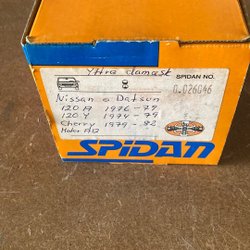 Yttre damask
SPIDAN NO.
0.026046
Nissan o Datsun
120 A 1976-79
120 Y 1974-79
Cherry 1979-82
Motor A12
SPiDAN